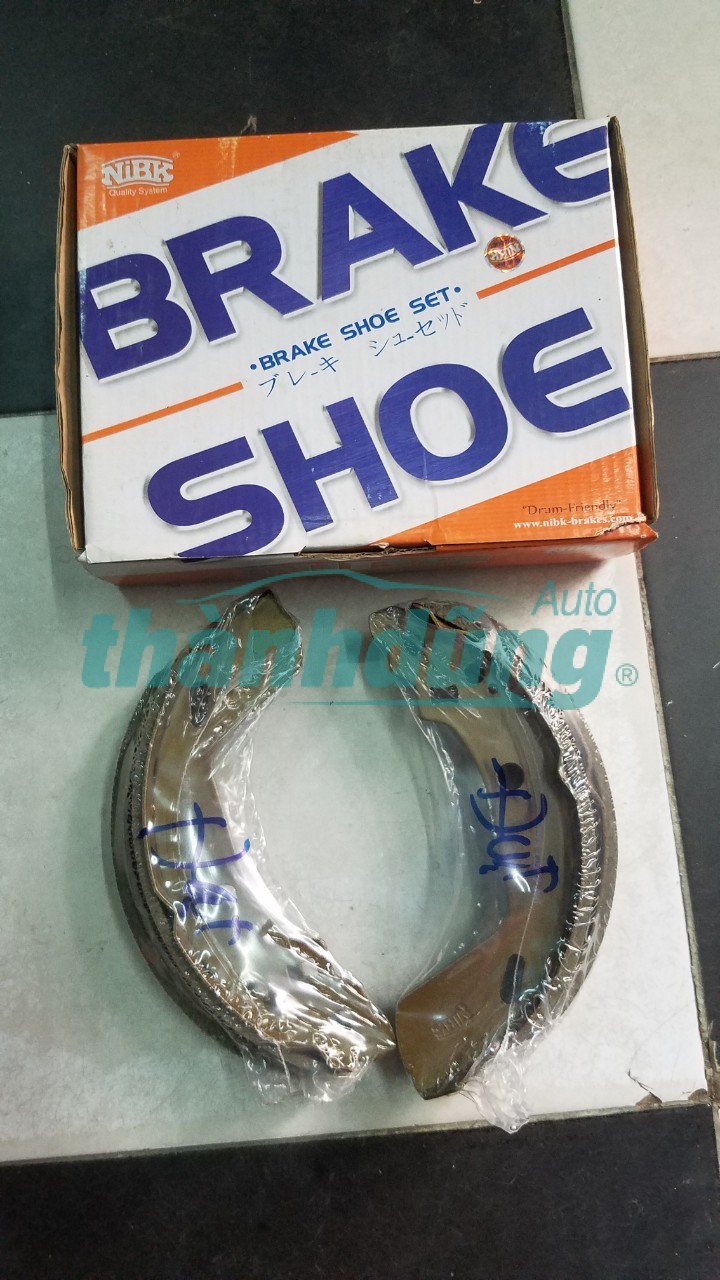 NiBK®
Quality System
BRAKE
NiBK
•BRAKE SHOE SET•
ブレーキ シューセッド
SHOE
"Drum-Friendly"
www.nibk-brakes.com
Auto
thànhdũng®